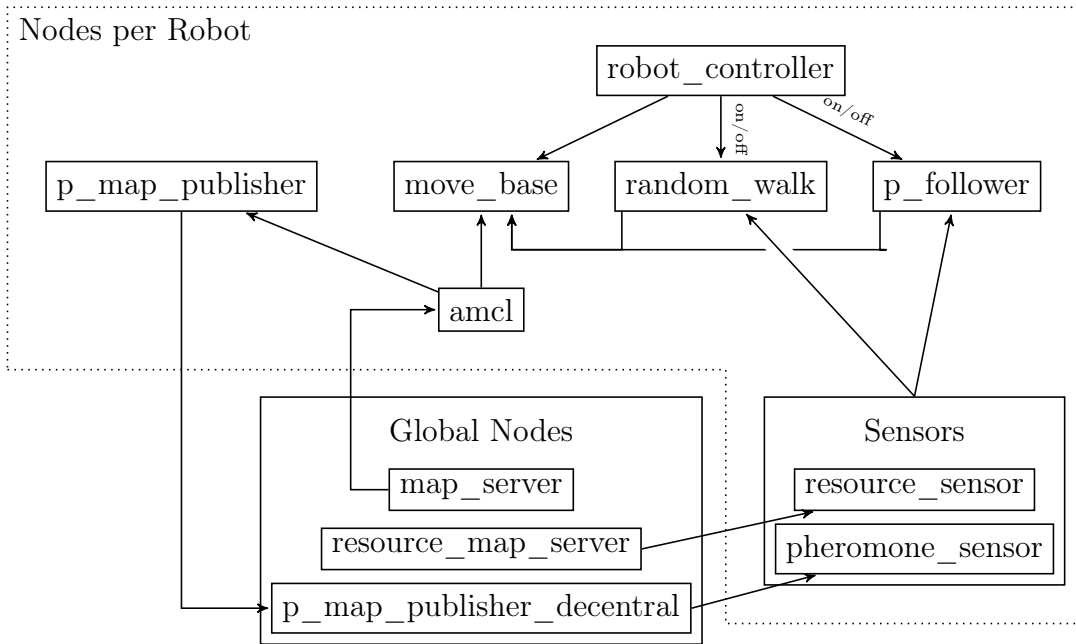 Nodes per Robot
robot_controller
on/off
on/off
p_map_publisher
move_base
random_walk
p_follower
amcl
Global Nodes
map_server
resource_map_server
p_map_publisher_decentral
Sensors
resource_sensor
pheromone_sensor